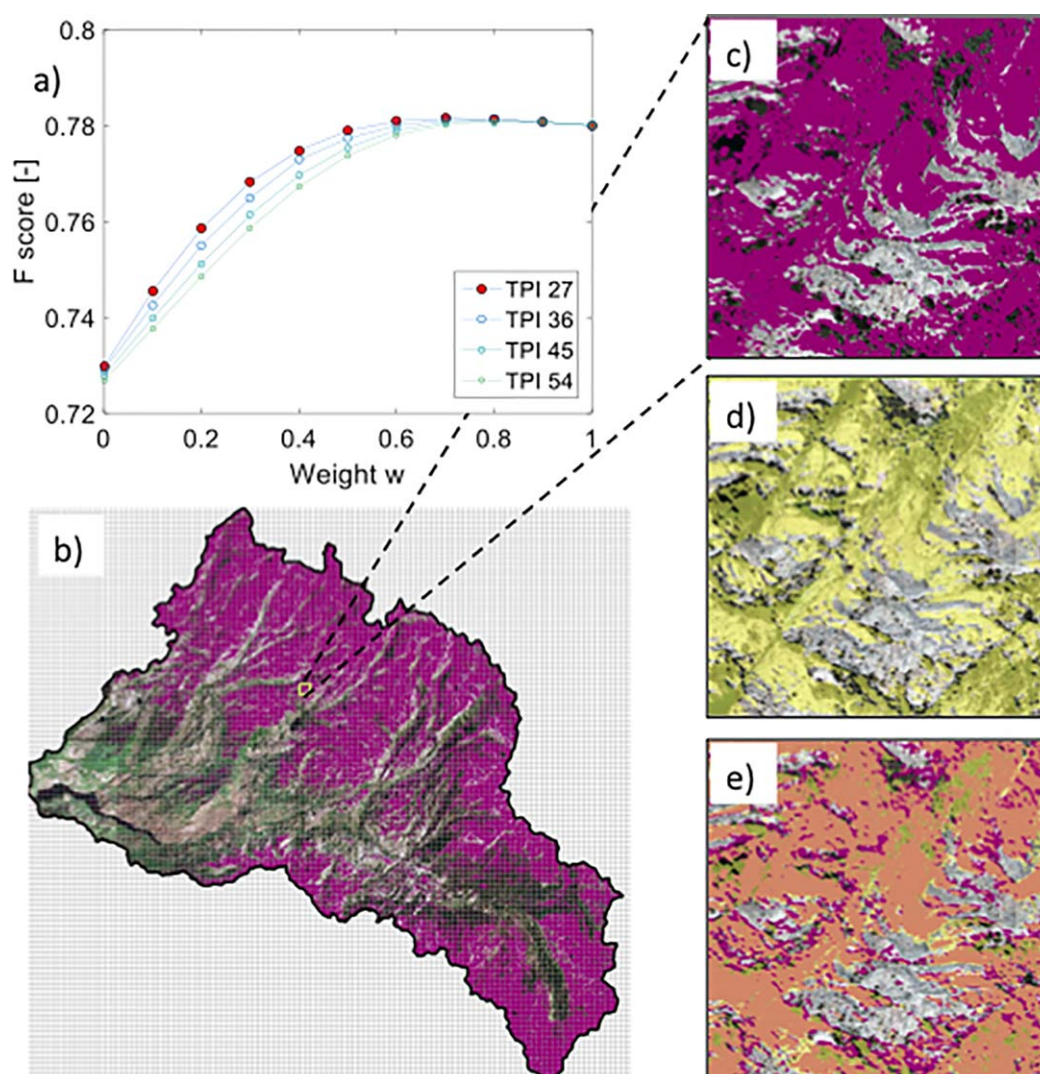 a)
0.8
0.78
0.76
0.74
0.72
F score [-]
0 0.2 0.4 0.6 0.8 1
Weight w
TPI 27
TPI 36
TPI 45
TPI 54
b)
c)
d)
e)